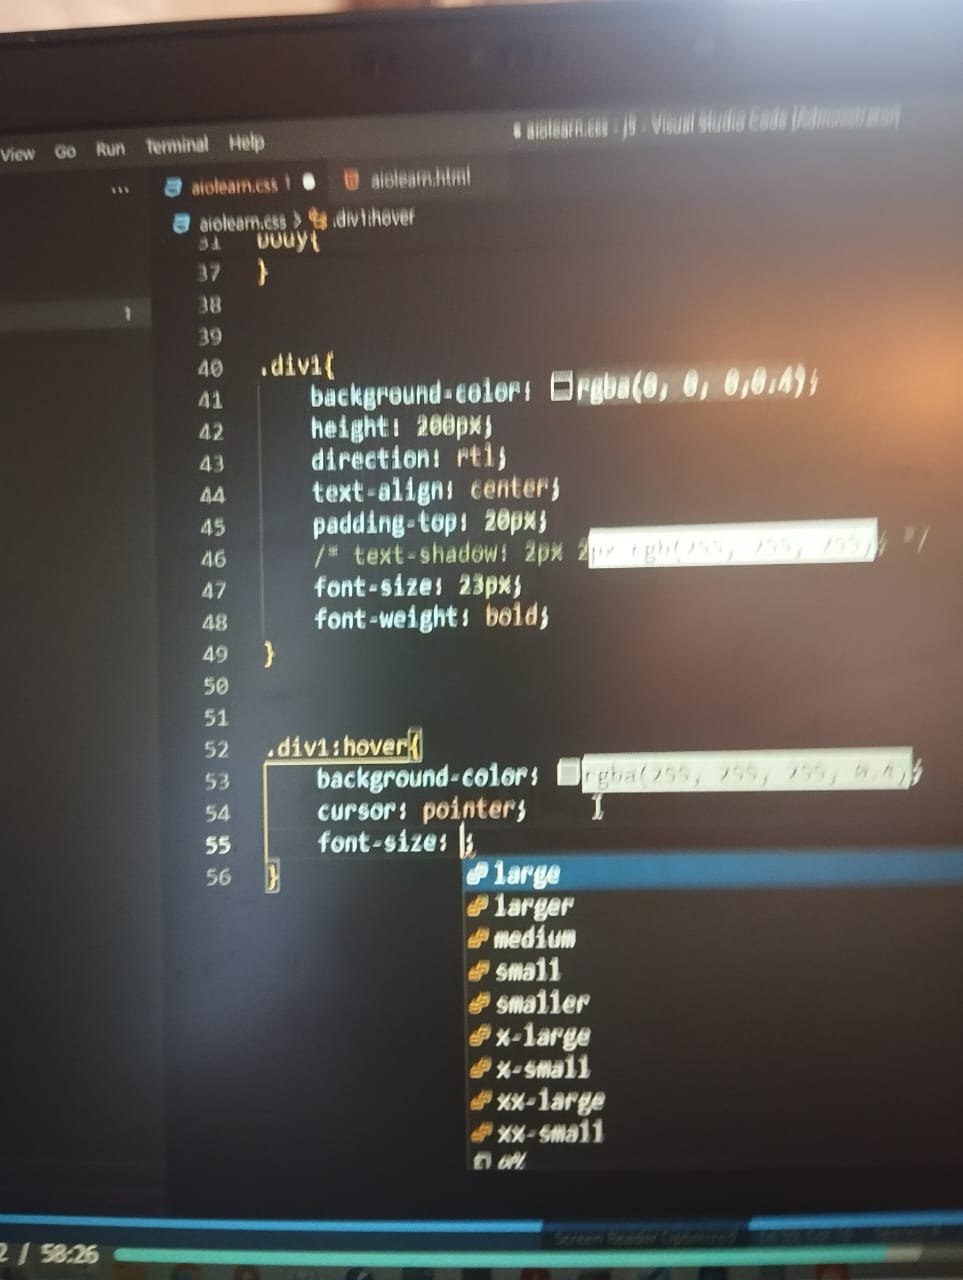 View Go Run Terminal Help
aiolearn.css - js - Visual Studio Code [Administrator]
... aiolearn.css 1 aiolearn.html
aiolearn.css > .div1:hover
31 body{
37 }
38
1
39
40 .div1{
41 background-color: rgba(0, 0, 0,0.4);
42 height: 200px;
43 direction: rtl;
44 text-align: center;
45 padding-top: 20px;
46 /* text-shadow: 2px 2px rgb(255, 255, 255); */
47 font-size: 23px;
48 font-weight: bold;
49 }
50
51
52 .div1:hover{
53 background-color: rgba(255, 255, 255, 0.4);
54 cursor: pointer;
55 font-size: ;
56 }
large
larger
medium
small
smaller
x-large
x-small
xx-large
xx-small
Screen Reader Optimized
2 / 58:26